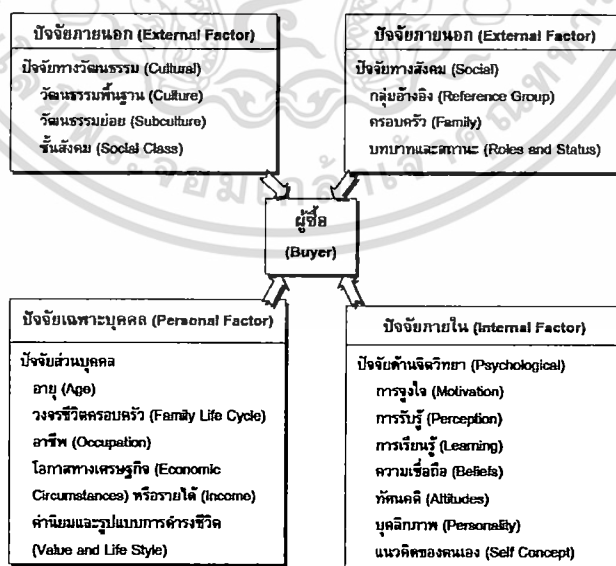 ปัจจัยภายนอก (External Factor)
ปัจจัยทางวัฒนธรรม (Cultural)
วัฒนธรรมพื้นฐาน (Culture)
วัฒนธรรมย่อย (Subculture)
ชั้นสังคม (Social Class)
ปัจจัยภายนอก (External Factor)
ปัจจัยทางสังคม (Social)
กลุ่มอ้างอิง (Reference Group)
ครอบครัว (Family)
บทบาทและสถานะ (Roles and Status)
ผู้ซื้อ
(Buyer)
ปัจจัยเฉพาะบุคคล (Personal Factor)
ปัจจัยส่วนบุคคล
อายุ (Age)
วงจรชีวิตครอบครัว (Family Life Cycle)
อาชีพ (Occupation)
โอกาสทางเศรษฐกิจ (Economic
Circumstances) หรือรายได้ (Income)
ค่านิยมและรูปแบบการดำรงชีวิต
(Value and Life Style)
ปัจจัยภายใน (Internal Factor)
ปัจจัยด้านจิตวิทยา (Psychological)
การจูงใจ (Motivation)
การรับรู้ (Perception)
การเรียนรู้ (Learning)
ความเชื่อถือ (Beliefs)
ทัศนคติ (Attitudes)
บุคลิกภาพ (Personality)
แนวคิดของตนเอง (Self Concept)